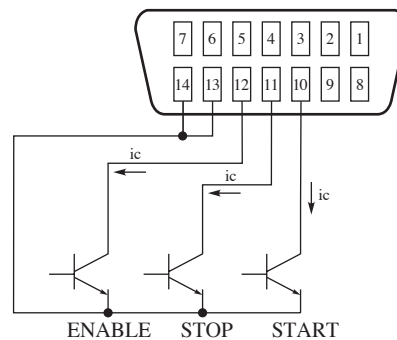 7 6 5 4 3 2 1
14 13 12 11 10 9 8
ic
ic
ic
ENABLE STOP START